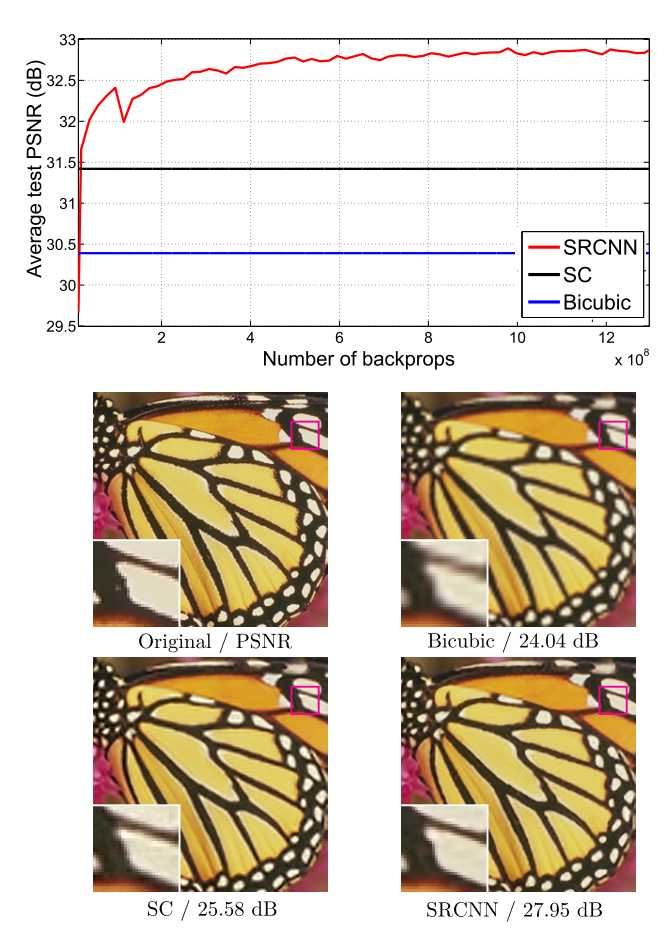 33
32.5
32
31.5
31
30.5
30
29.5
Average test PSNR (dB)
SRCNN
SC
Bicubic
2 4 6 8 10 12
x 10^8
Number of backprops
Original / PSNR
Bicubic / 24.04 dB
SC / 25.58 dB
SRCNN / 27.95 dB